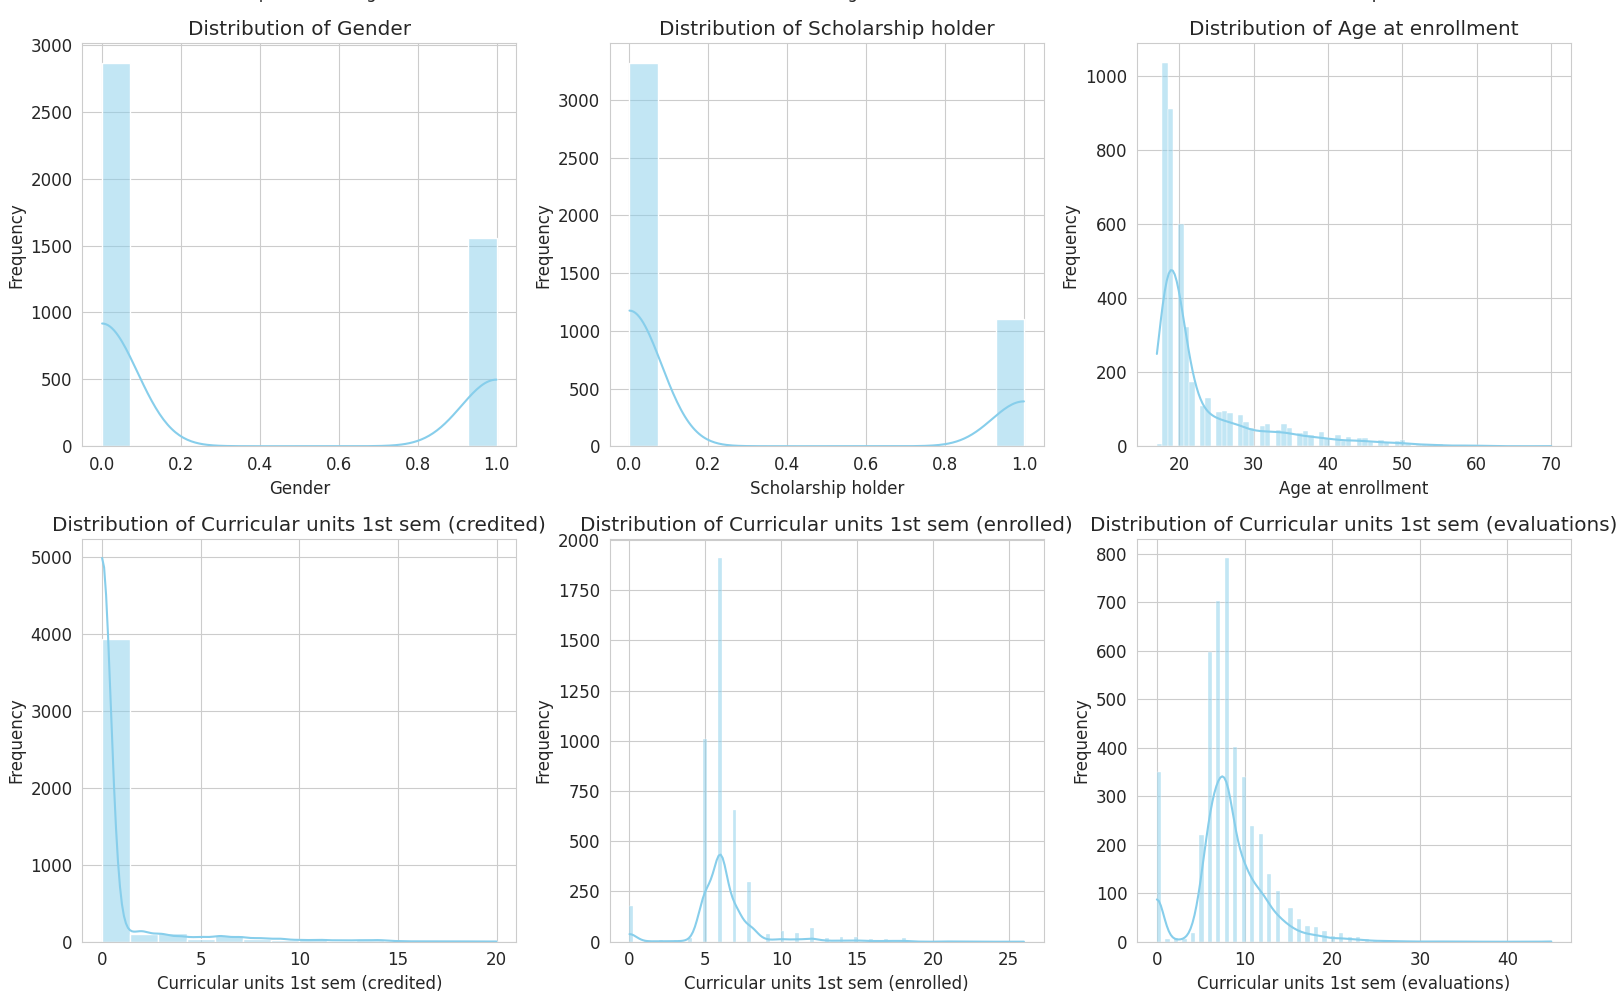 Distribution of Gender
Frequency
3000
2500
2000
1500
1000
500
0
0.0 0.2 0.4 0.6 0.8 1.0
Gender
Distribution of Scholarship holder
Frequency
3000
2500
2000
1500
1000
500
0
0.0 0.2 0.4 0.6 0.8 1.0
Scholarship holder
Distribution of Age at enrollment
Frequency
1000
800
600
400
200
0
20 30 40 50 60 70
Age at enrollment
Distribution of Curricular units 1st sem (credited)
Frequency
5000
4000
3000
2000
1000
0
0 5 10 15 20
Curricular units 1st sem (credited)
Distribution of Curricular units 1st sem (enrolled)
Frequency
2000
1750
1500
1250
1000
750
500
250
0
0 5 10 15 20 25
Curricular units 1st sem (enrolled)
Distribution of Curricular units 1st sem (evaluations)
Frequency
800
700
600
500
400
300
200
100
0
0 10 20 30 40
Curricular units 1st sem (evaluations)